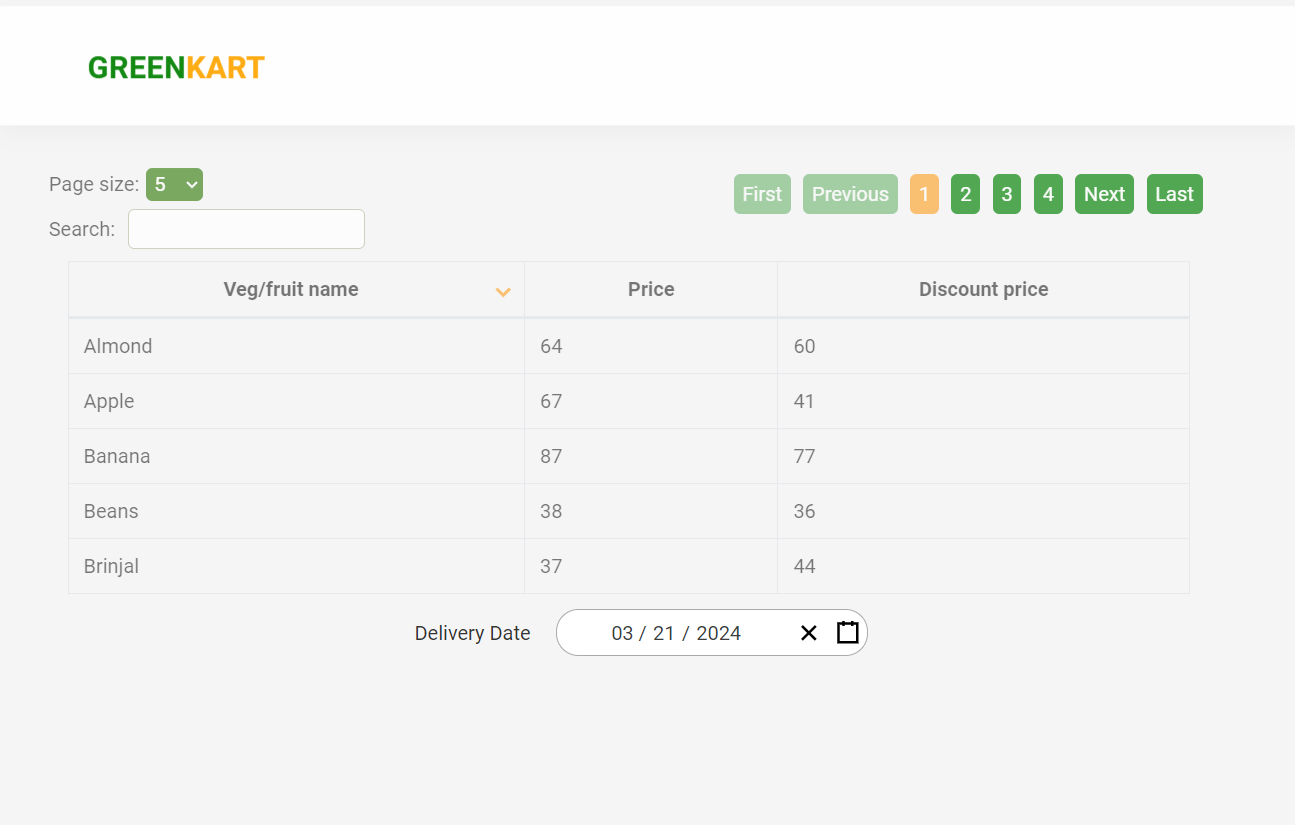 GREENKART
Page size: 5
First Previous 1 2 3 4 Next Last
Search:
Veg/fruit name Price Discount price
Almond 64 60
Apple 67 41
Banana 87 77
Beans 38 36
Brinjal 37 44
Delivery Date 03 / 21 / 2024